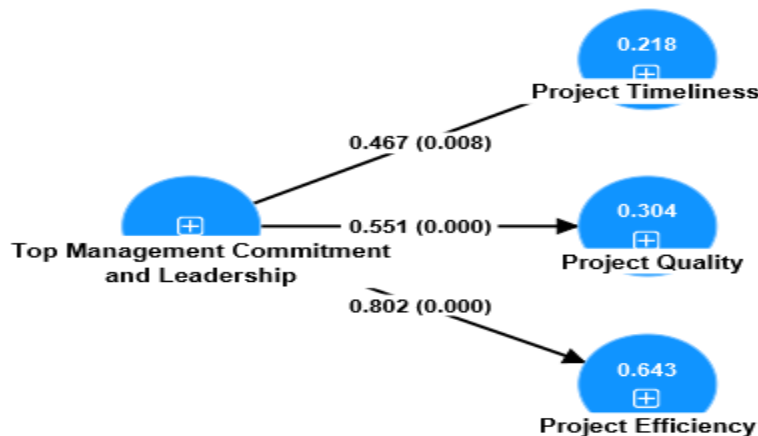 0.218
Project Timeliness
0.467 (0.008)
0.551 (0.000)
0.304
Top Management Commitment
and Leadership
Project Quality
0.802 (0.000)
0.643
Project Efficiency